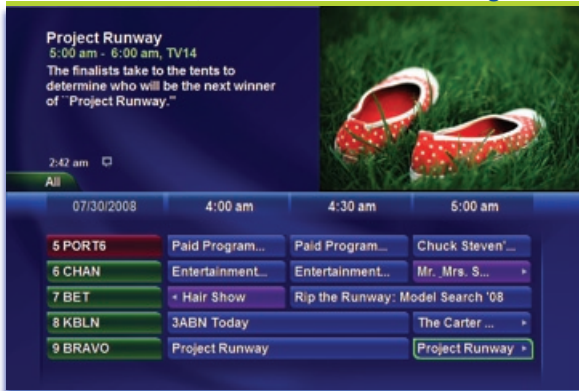 Project Runway
5:00 am - 6:00 am, TV14
The finalists take to the tents to
determine who will be the next winner
of ``Project Runway."
2:42 am
All
07/30/2008 4:00 am 4:30 am 5:00 am
5 PORT6 Paid Program... Paid Program... Chuck Steven'...
6 CHAN Entertainment... Entertainment... Mr. _Mrs. S...
7 BET Hair Show Rip the Runway: Model Search '08
8 KBLN 3ABN Today The Carter ...
9 BRAVO Project Runway Project Runway